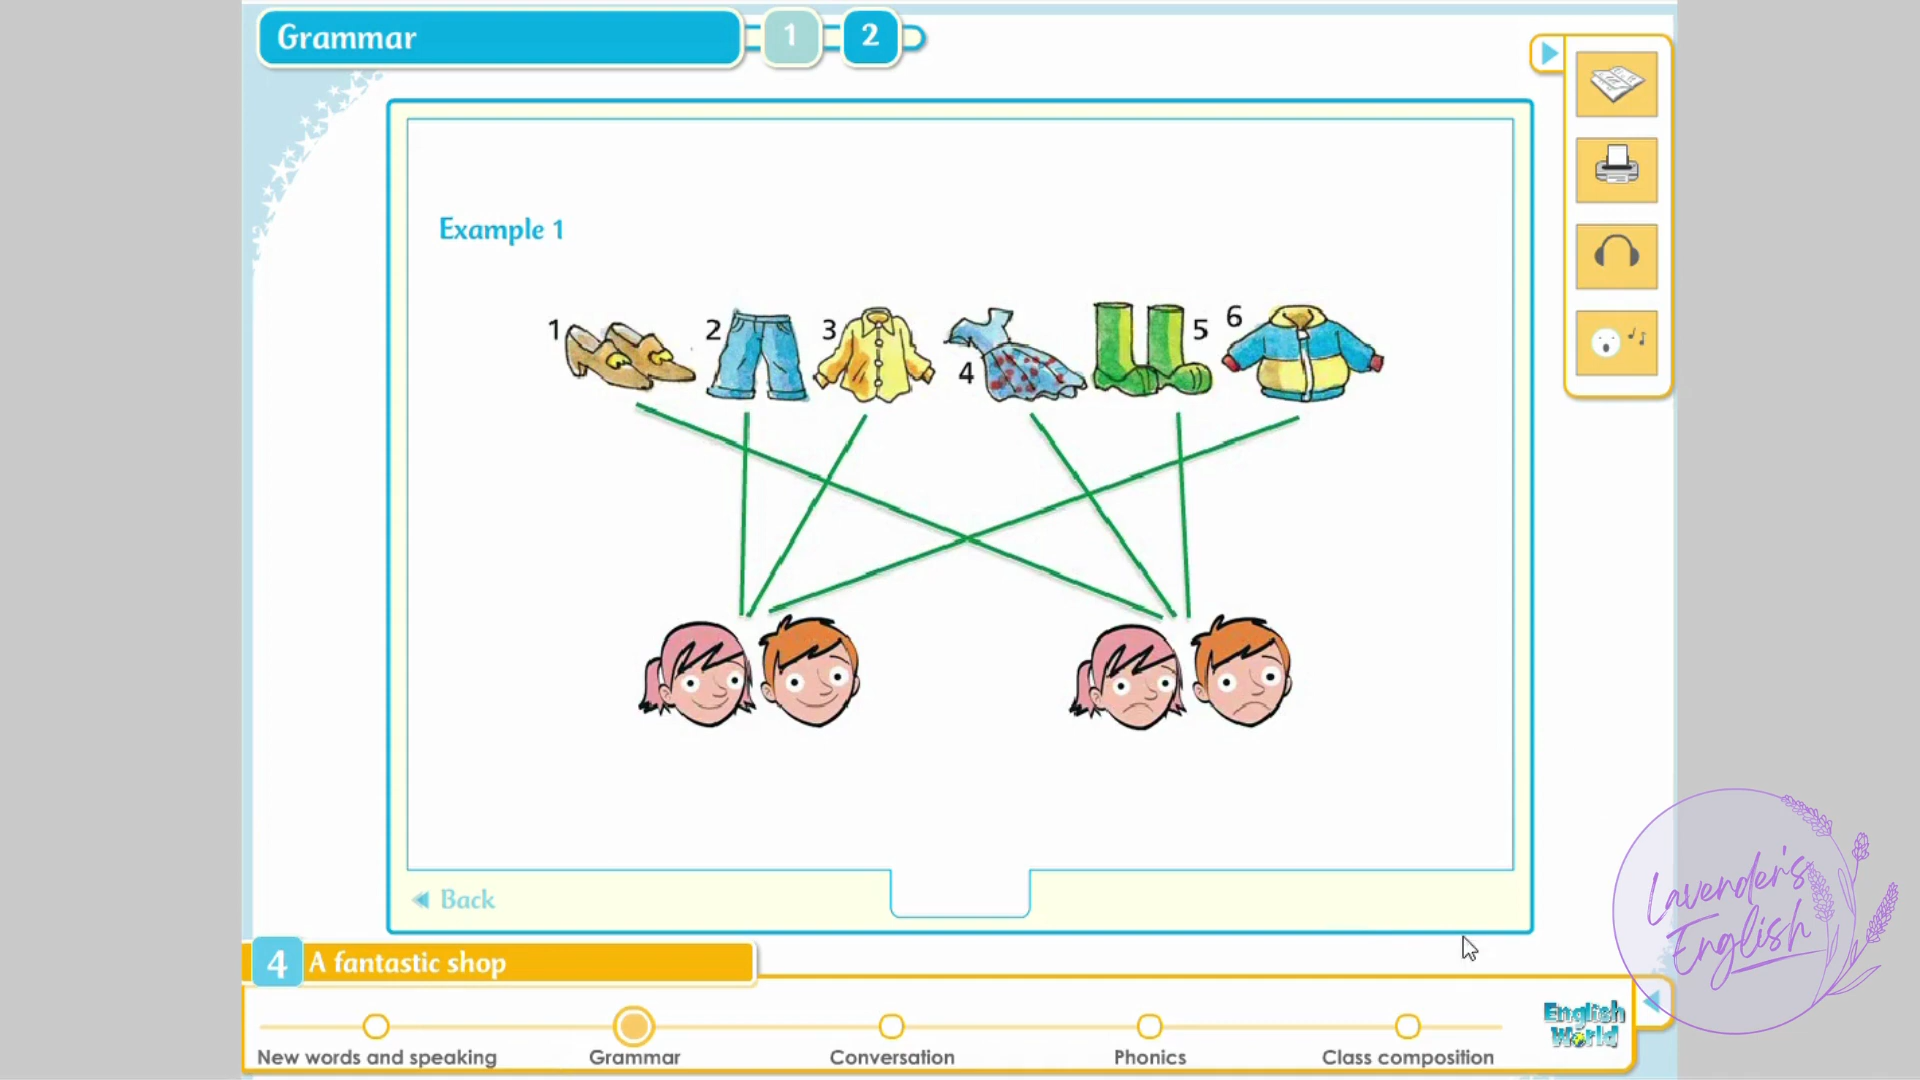 Grammar
1
2
Example 1
1
2
3
4
5
6
Back
4
A fantastic shop
New words and speaking
Grammar
Conversation
Phonics
Class composition
English
World
Lavender's
English